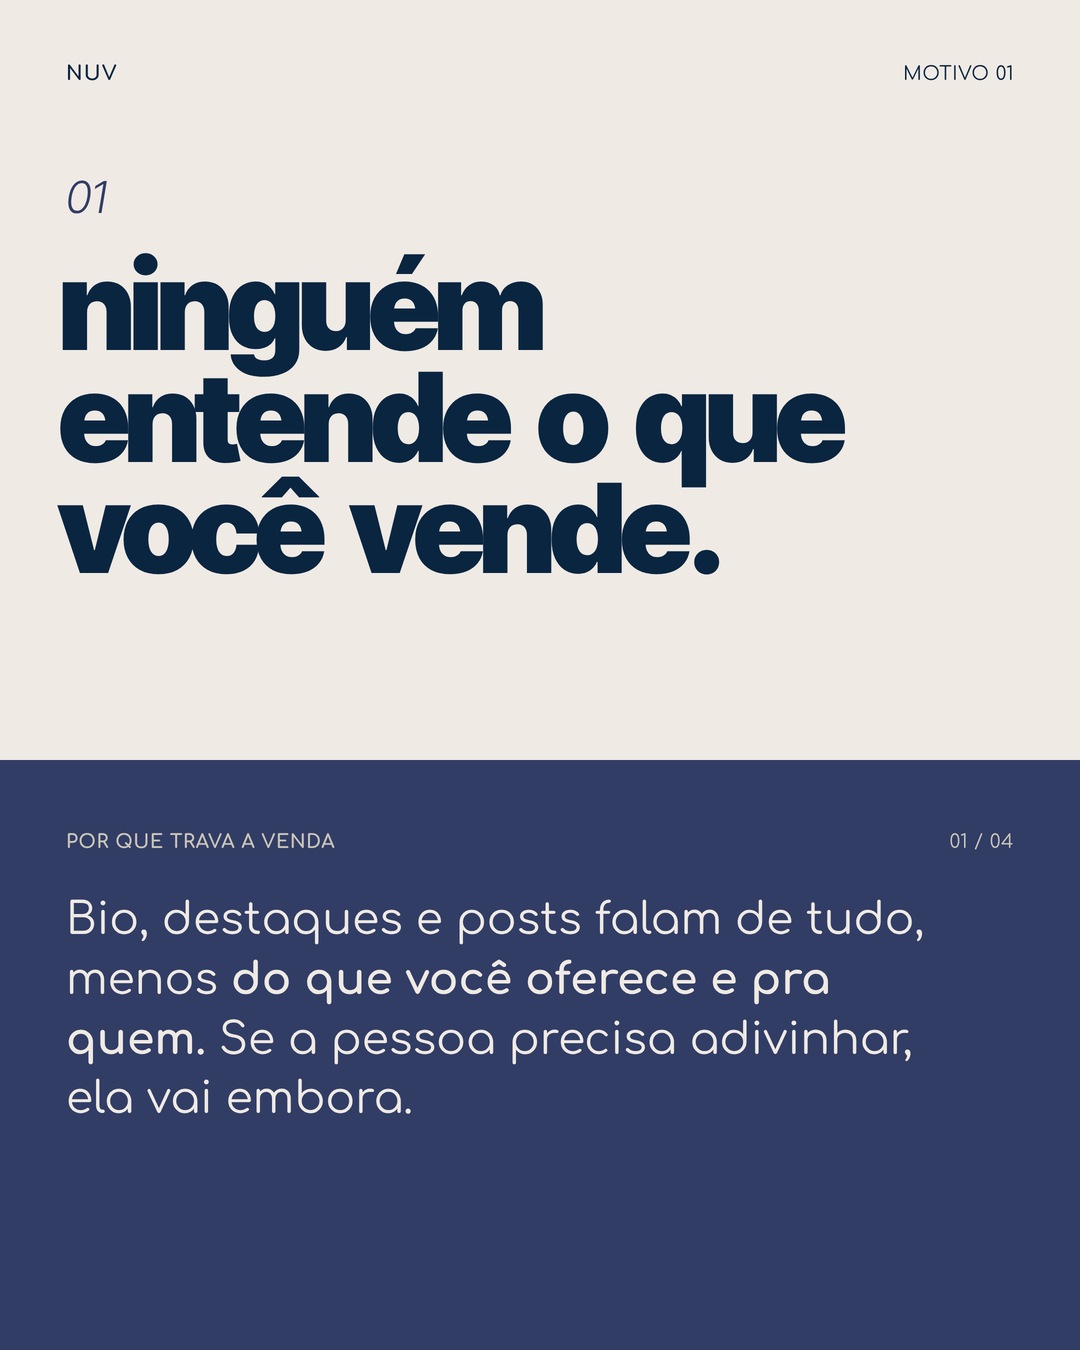 NUV
MOTIVO 01
01
ninguém
entende o que
você vende.
POR QUE TRAVA A VENDA
01 / 04
Bio, destaques e posts falam de tudo,
menos do que você oferece e pra
quem. Se a pessoa precisa adivinhar,
ela vai embora.